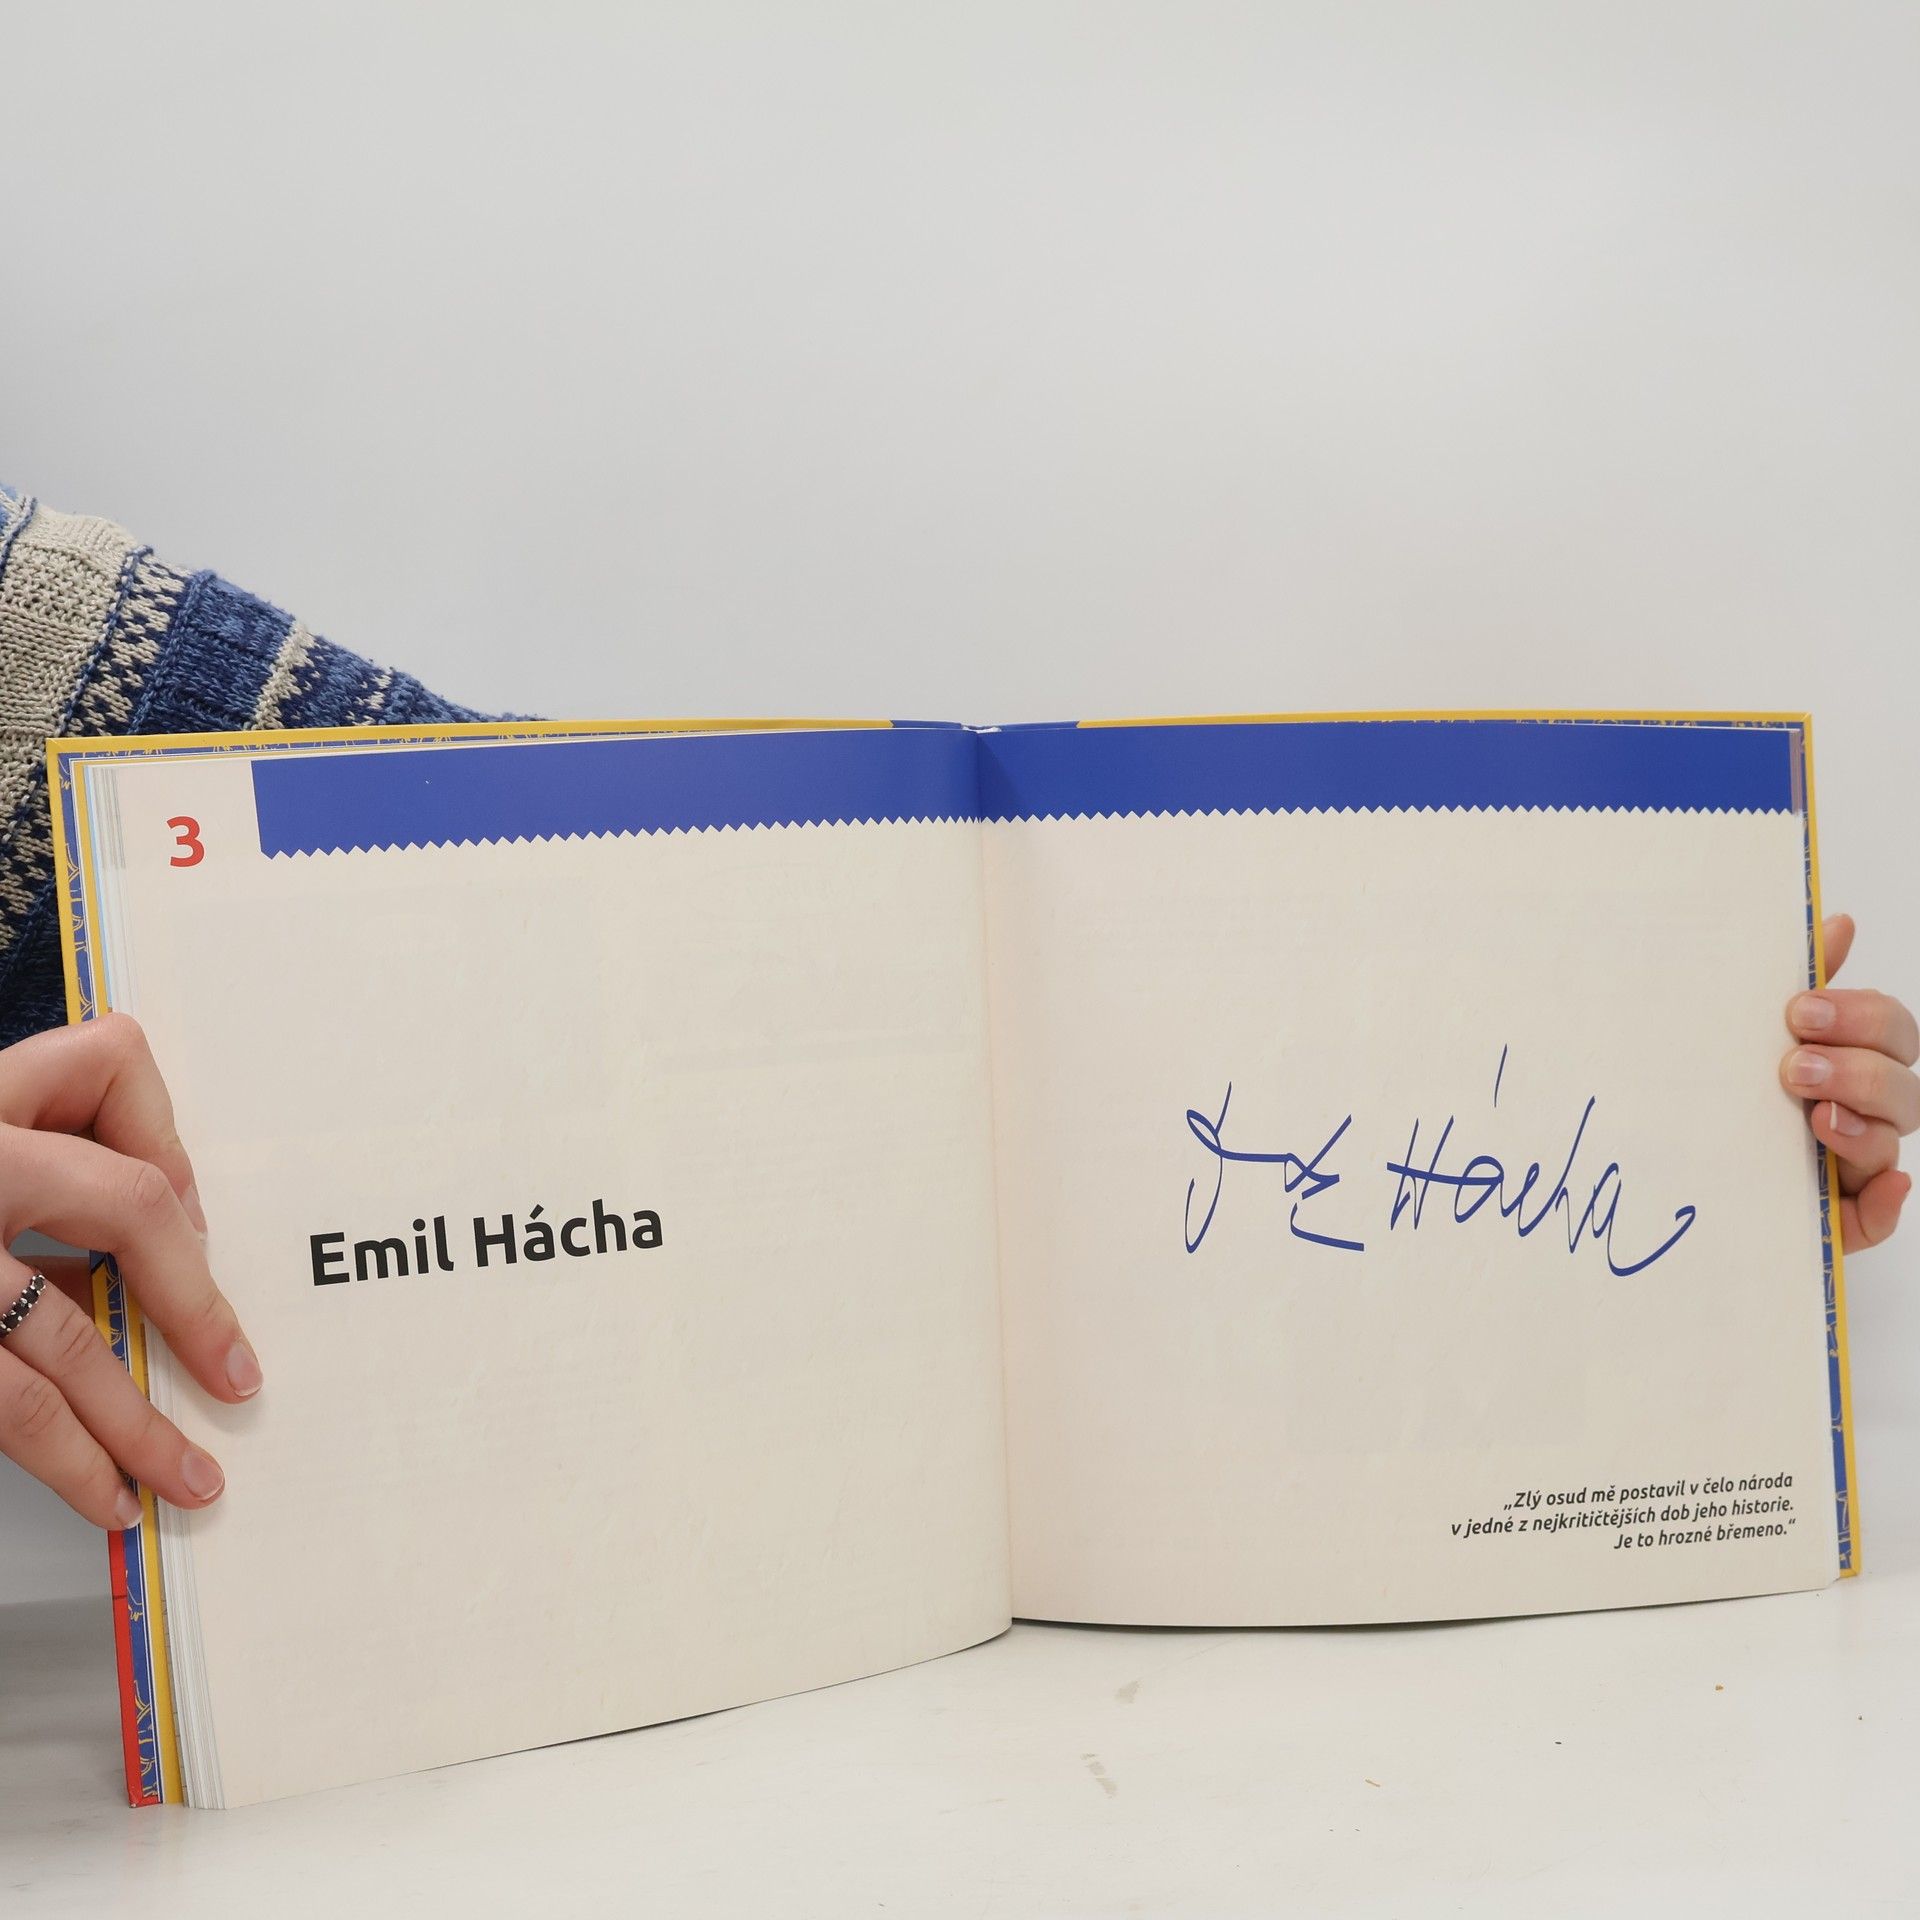 3
Emil Hácha
Hácha
„Zlý osud mě postavil v čelo národa
v jedné z nejkritičtějších dob jeho historie.
Je to hrozné břemeno.“